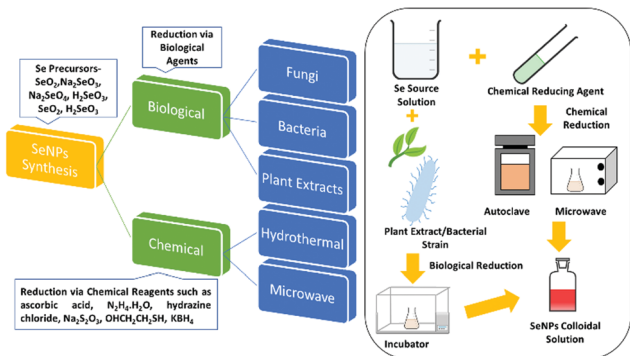 Se Precursors-
SeO₂,Na₂SeO₃,
Na₂SeO₄, H₂SeO₃,
SeO₂, H₂SeO₃
SeNPs
Synthesis
Reduction via
Biological
Agents
Biological
Chemical
Fungi
Bacteria
Plant Extracts
Hydrothermal
Microwave
Reduction via Chemical Reagents such as
ascorbic acid, N₂H₄.H₂O, hydrazine
chloride, Na₂S₂O₃, OHCH₂CH₂SH, KBH₄
Se Source
Solution
Chemical Reducing Agent
Chemical
Reduction
Autoclave
Microwave
Plant Extract/Bacterial
Strain
Biological Reduction
Incubator
SeNPs Colloidal
Solution